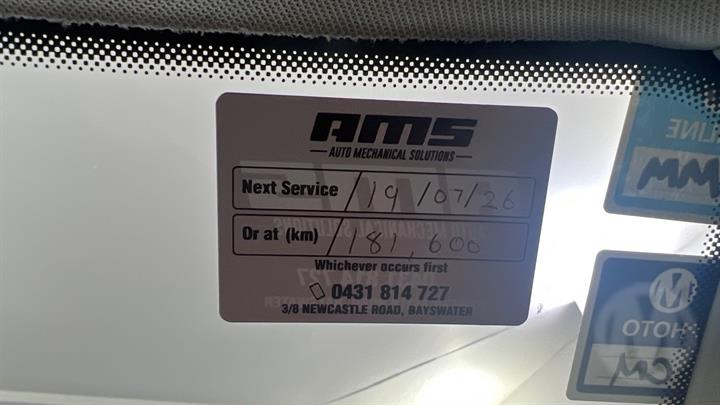 AMS
AUTO MECHANICAL SOLUTIONS
Next Service /19/07/26
Or at (km) /181,600
Whichever occurs first
0431 814 727
3/8 NEWCASTLE ROAD, BAYSWATER